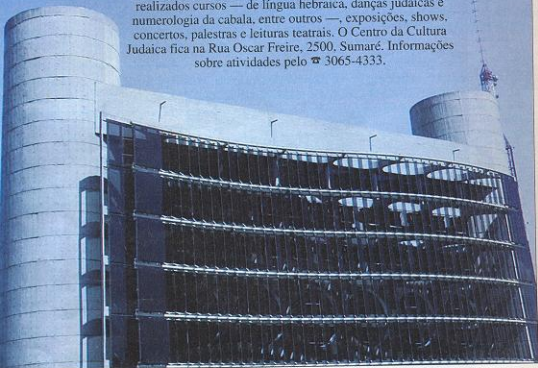 realizados cursos — de língua hebraica, danças judaicas e
numerologia da cabala, entre outros —, exposições, shows,
concertos, palestras e leituras teatrais. O Centro da Cultura
Judaica fica na Rua Oscar Freire, 2500, Sumaré. Informações
sobre atividades pelo ☎ 3065-4333.